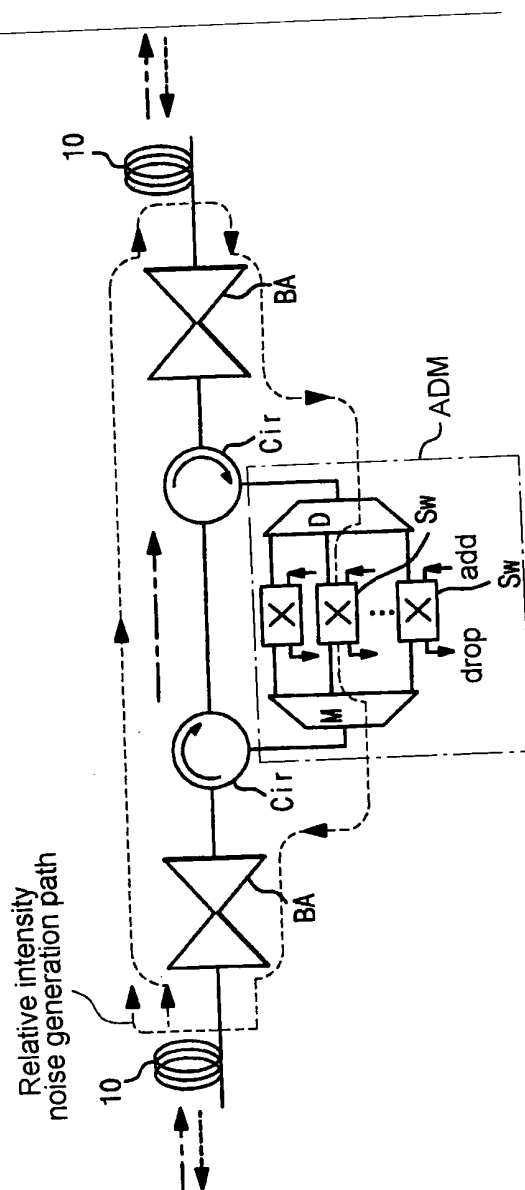 Relative intensity
noise generation path
10
10
BA
BA
Cir
Cir
ADM
M
D
Sw
Sw
add
drop